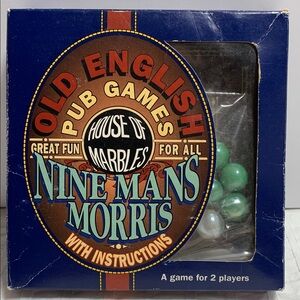 OLD ENGLISH
PUB GAMES
HOUSE OF
MARBLES
GREAT FUN FOR ALL
NINE MANS
MORRIS
WITH INSTRUCTIONS
A game for 2 players